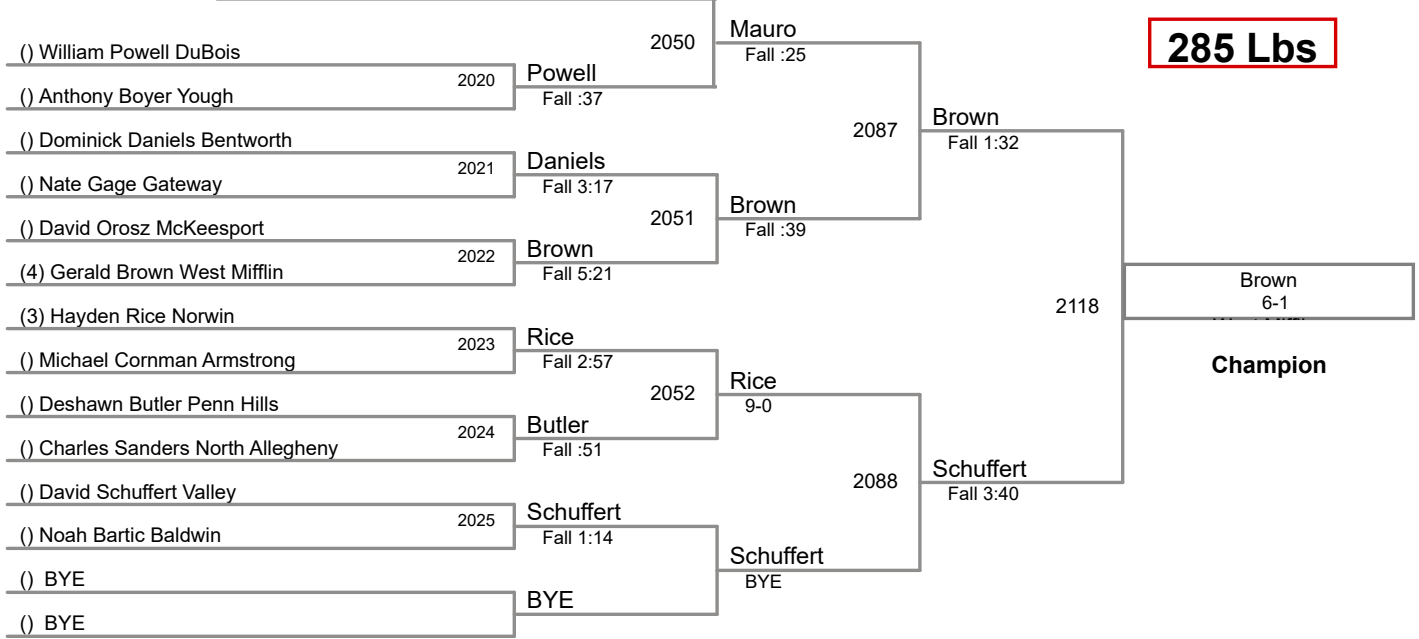 285 Lbs
() William Powell DuBois
2020
() Anthony Boyer Yough
() Dominick Daniels Bentworth
2021
() Nate Gage Gateway
() David Orosz McKeesport
2022
(4) Gerald Brown West Mifflin
(3) Hayden Rice Norwin
2023
() Michael Cornman Armstrong
() Deshawn Butler Penn Hills
2024
() Charles Sanders North Allegheny
() David Schuffert Valley
2025
() Noah Bartic Baldwin
() BYE
() BYE
Powell
Fall :37
2050
Daniels
Fall 3:17
2051
Brown
Fall 5:21
Rice
Fall 2:57
2052
Butler
Fall :51
Schuffert
Fall 1:14
BYE
Mauro
Fall :25
2087
Brown
Fall :39
Rice
9-0
2088
Schuffert
BYE
Brown
Fall 1:32
2118
Schuffert
Fall 3:40
Brown
6-1
Champion